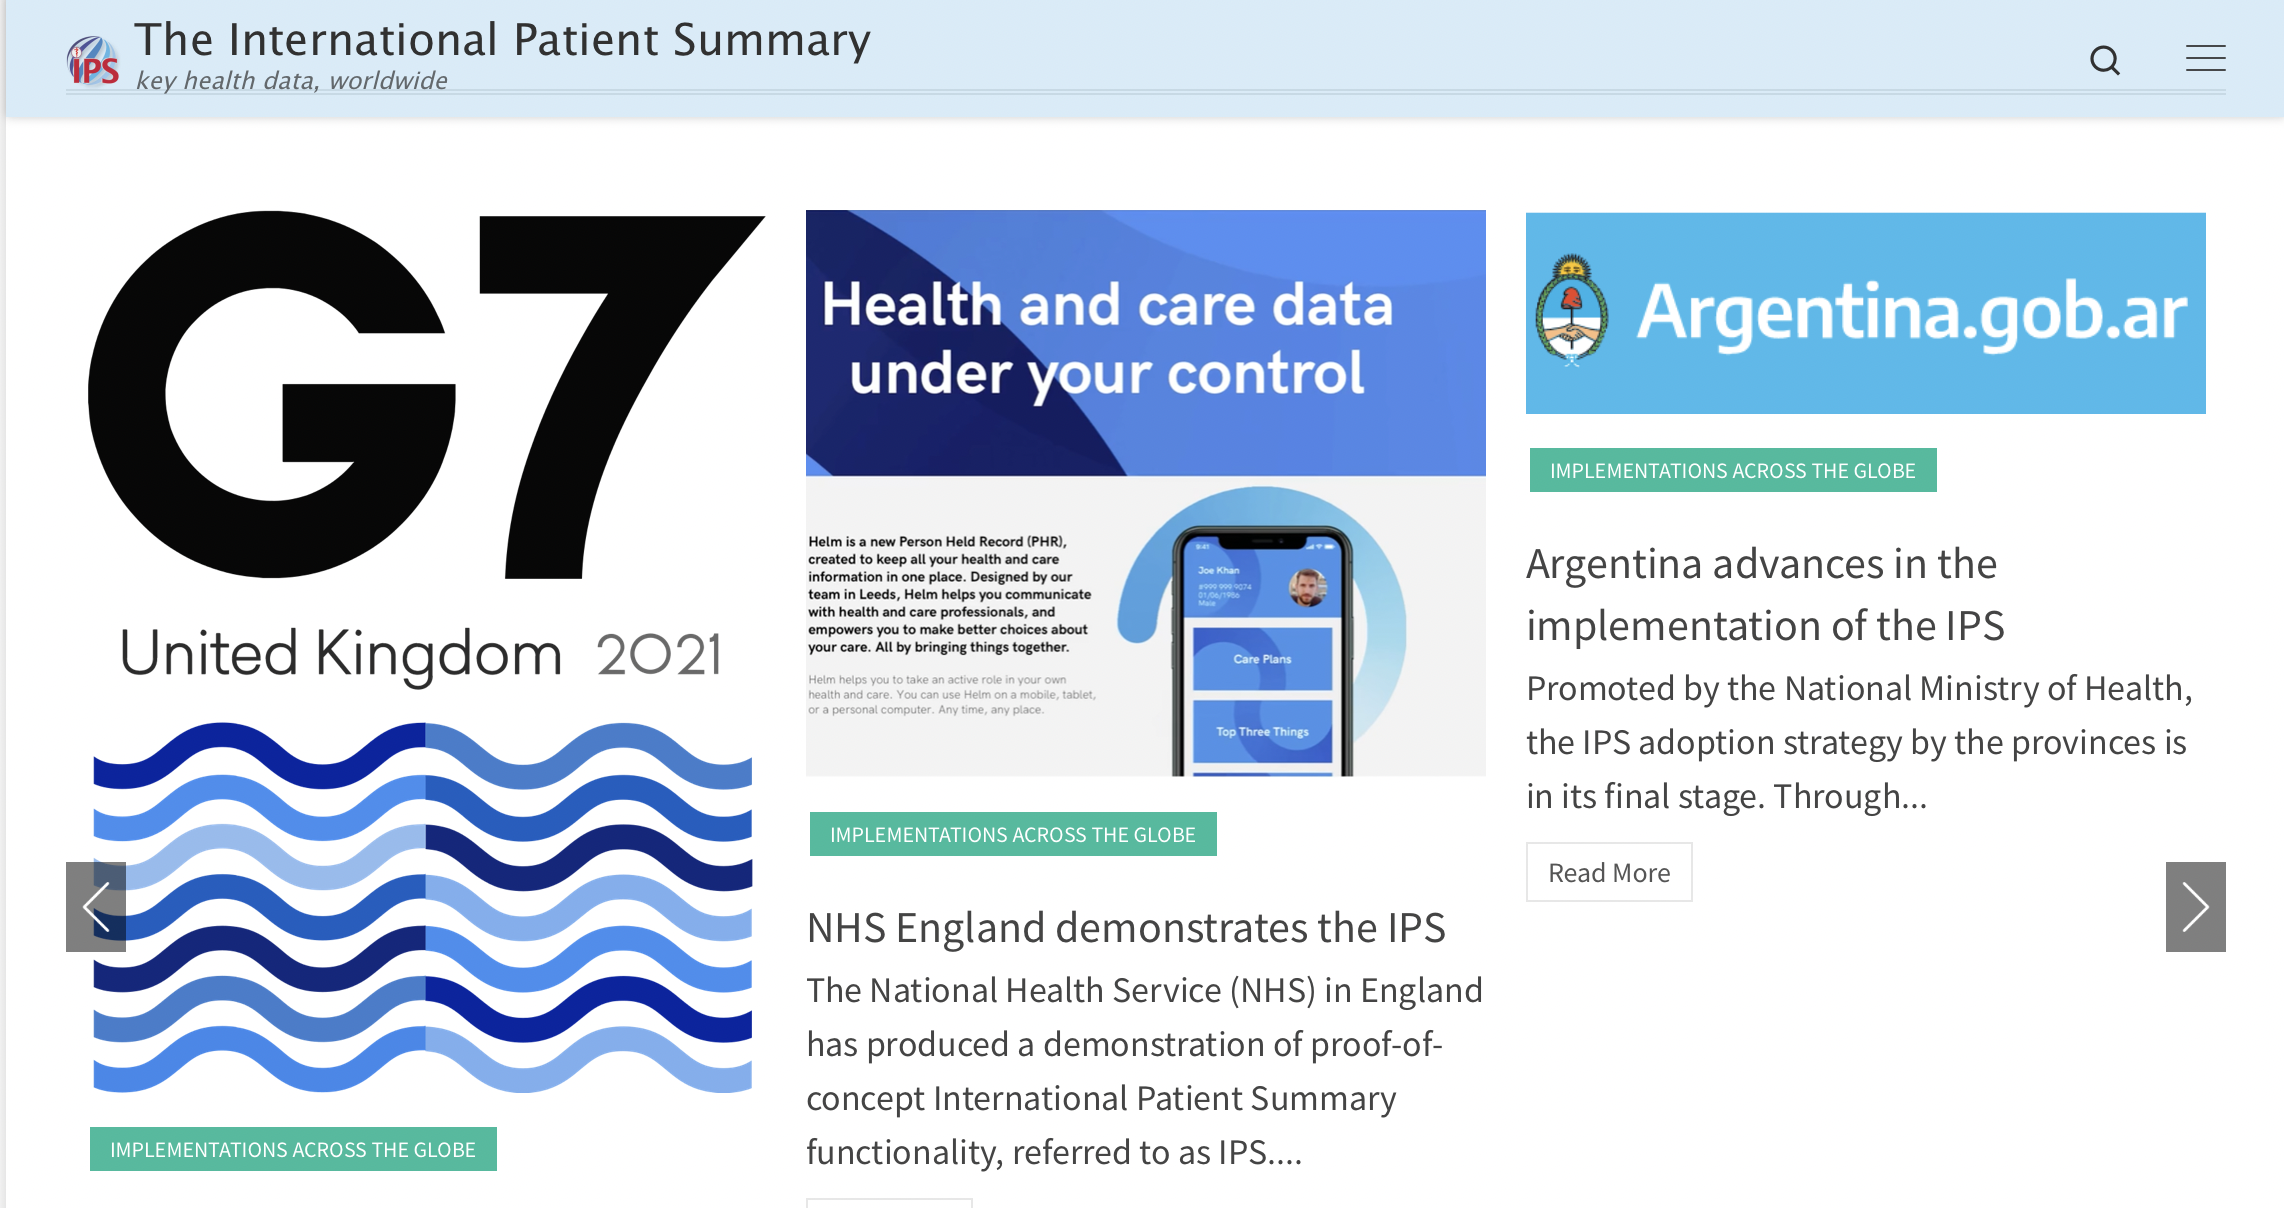 IPS
The International Patient Summary
key health data, worldwide
G7
United Kingdom 2021
IMPLEMENTATIONS ACROSS THE GLOBE
Health and care data
under your control
Helm is a new Person Held Record (PHR),
created to keep all your health and care
information in one place. Designed by our
team in Leeds, Helm helps you communicate
with health and care professionals, and
empowers you to make better choices about
your care. All by bringing things together.
Helm helps you to take an active role in your own
health and care. You can use Helm on a mobile, tablet,
or a personal computer. Any time, any place.
9:41
Joe Khan
#999 999 9074
01/06/1986
Male
Care Plans
Top Three Things
IMPLEMENTATIONS ACROSS THE GLOBE
NHS England demonstrates the IPS
The National Health Service (NHS) in England
has produced a demonstration of proof-of-
concept International Patient Summary
functionality, referred to as IPS....
Argentina.gob.ar
IMPLEMENTATIONS ACROSS THE GLOBE
Argentina advances in the
implementation of the IPS
Promoted by the National Ministry of Health,
the IPS adoption strategy by the provinces is
in its final stage. Through...
Read More